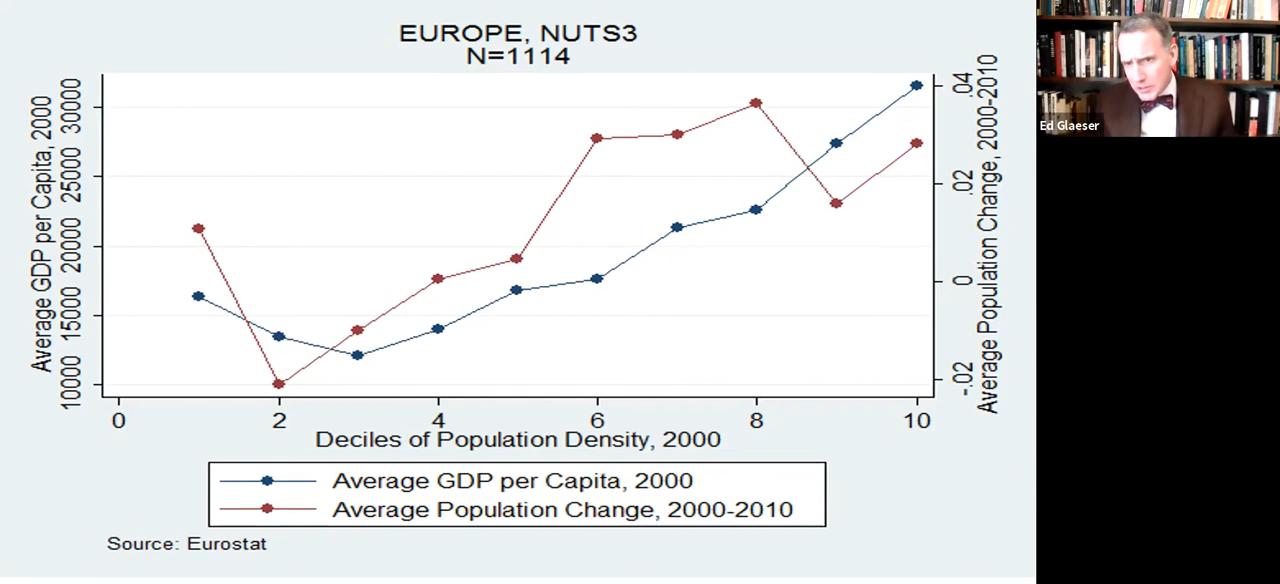 EUROPE, NUTS3
N=1114
Average GDP per Capita, 2000
10000 15000 20000 25000 30000
Average Population Change, 2000-2010
-.02 0 .02 .04
0 2 4 6 8 10
Deciles of Population Density, 2000
Average GDP per Capita, 2000
Average Population Change, 2000-2010
Source: Eurostat
Ed Glaeser